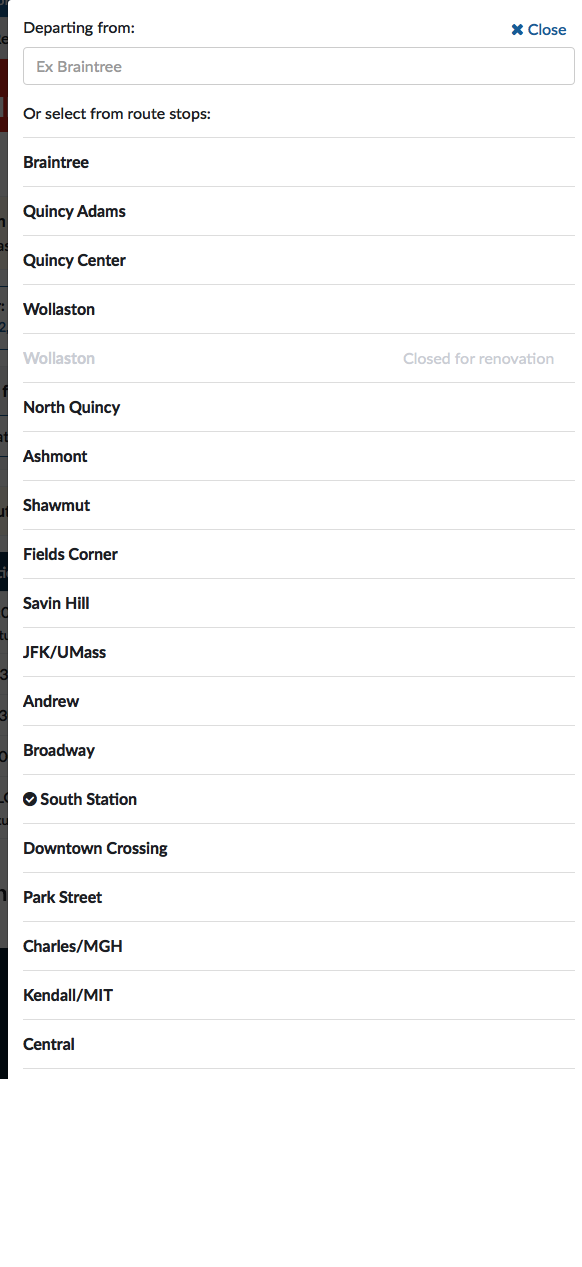 Departing from:
✖ Close
Ex Braintree
Or select from route stops:
Braintree
Quincy Adams
Quincy Center
Wollaston
Wollaston Closed for renovation
North Quincy
Ashmont
Shawmut
Fields Corner
Savin Hill
JFK/UMass
Andrew
Broadway
South Station
Downtown Crossing
Park Street
Charles/MGH
Kendall/MIT
Central